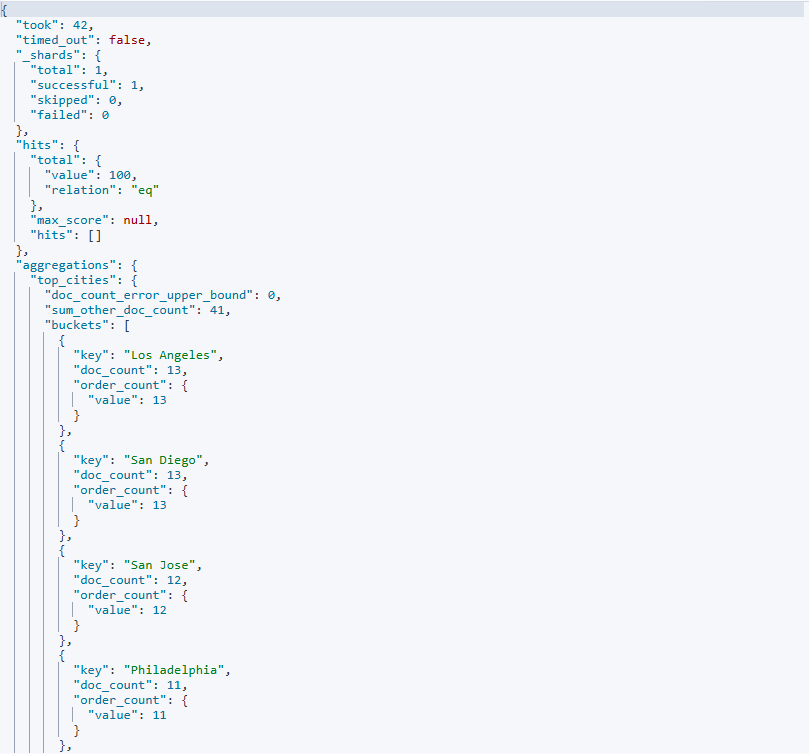 {
  "took": 42,
  "timed_out": false,
  "_shards": {
    "total": 1,
    "successful": 1,
    "skipped": 0,
    "failed": 0
  },
  "hits": {
    "total": {
      "value": 100,
      "relation": "eq"
    },
    "max_score": null,
    "hits": []
  },
  "aggregations": {
    "top_cities": {
      "doc_count_error_upper_bound": 0,
      "sum_other_doc_count": 41,
      "buckets": [
        {
          "key": "Los Angeles",
          "doc_count": 13,
          "order_count": {
            "value": 13
          }
        },
        {
          "key": "San Diego",
          "doc_count": 13,
          "order_count": {
            "value": 13
          }
        },
        {
          "key": "San Jose",
          "doc_count": 12,
          "order_count": {
            "value": 12
          }
        },
        {
          "key": "Philadelphia",
          "doc_count": 11,
          "order_count": {
            "value": 11
          }
        },